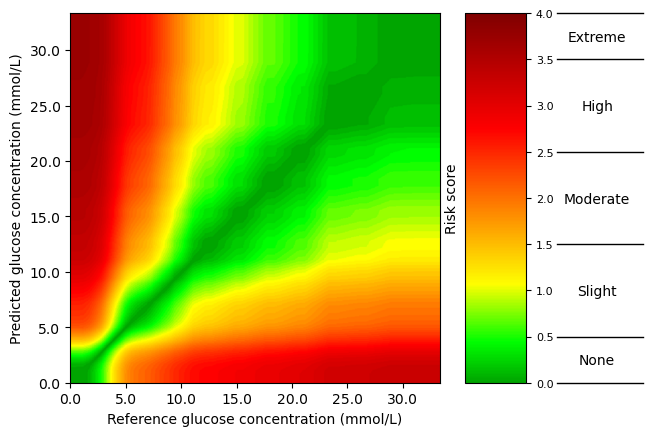 30.0
25.0
20.0
15.0
10.0
5.0
0.0
Predicted glucose concentration (mmol/L)
0.0 5.0 10.0 15.0 20.0 25.0 30.0
Reference glucose concentration (mmol/L)
Risk score
4.0
3.5
3.0
2.5
2.0
1.5
1.0
0.5
0.0
Extreme
High
Moderate
Slight
None